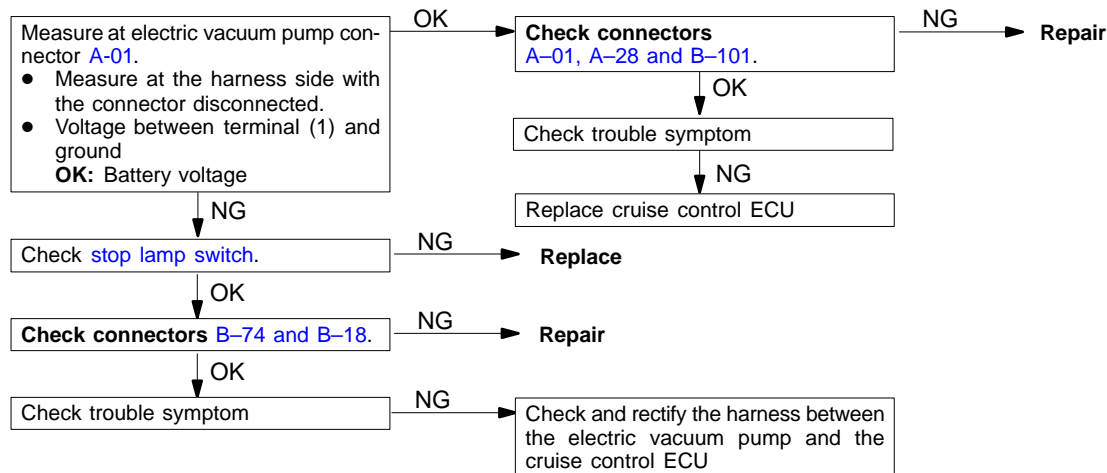 Measure at electric vacuum pump con-
nector A-01.
● Measure at the harness side with
the connector disconnected.
● Voltage between terminal (1) and
ground
OK: Battery voltage
OK
Check connectors
A–01, A–28 and B–101.
NG
Repair
OK
Check trouble symptom
NG
Replace cruise control ECU
NG
Check stop lamp switch.
NG
Replace
OK
Check connectors B–74 and B–18.
NG
Repair
OK
Check trouble symptom
NG
Check and rectify the harness between
the electric vacuum pump and the
cruise control ECU